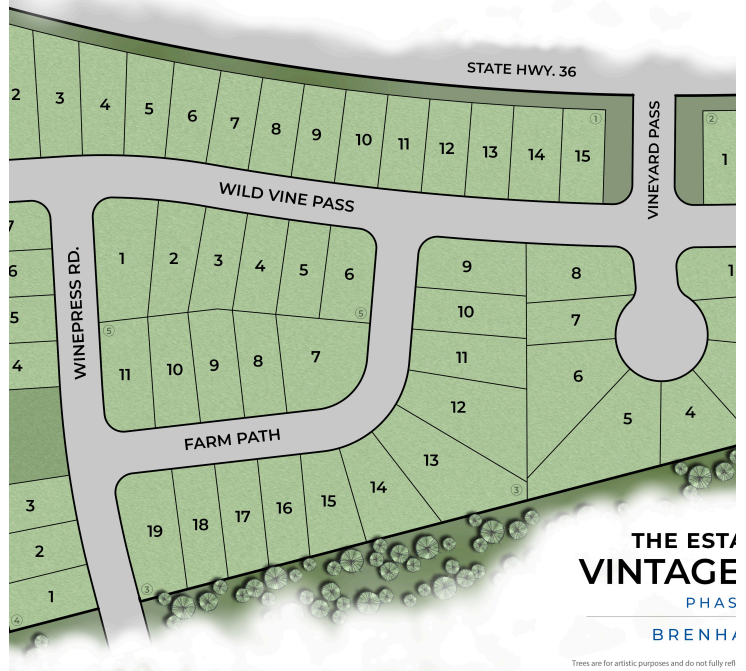 STATE HWY. 36
2 3 4 5 6 7 8 9 10 11 12 13 14 15 ① ② 1
VINEYARD PASS
WILD VINE PASS
7
6
5
4
WINEPRESS RD.
1 2 3 4 5 6 ⑤
⑤ 11 10 9 8 7
9 8 1
10 7
11 6
12 5 4
13
FARM PATH
19 18 17 16 15 14 ③
3
2
1
③
④
THE ESTA
VINTAGE
PHAS
BRENHA
Trees are for artistic purposes and do not fully refl